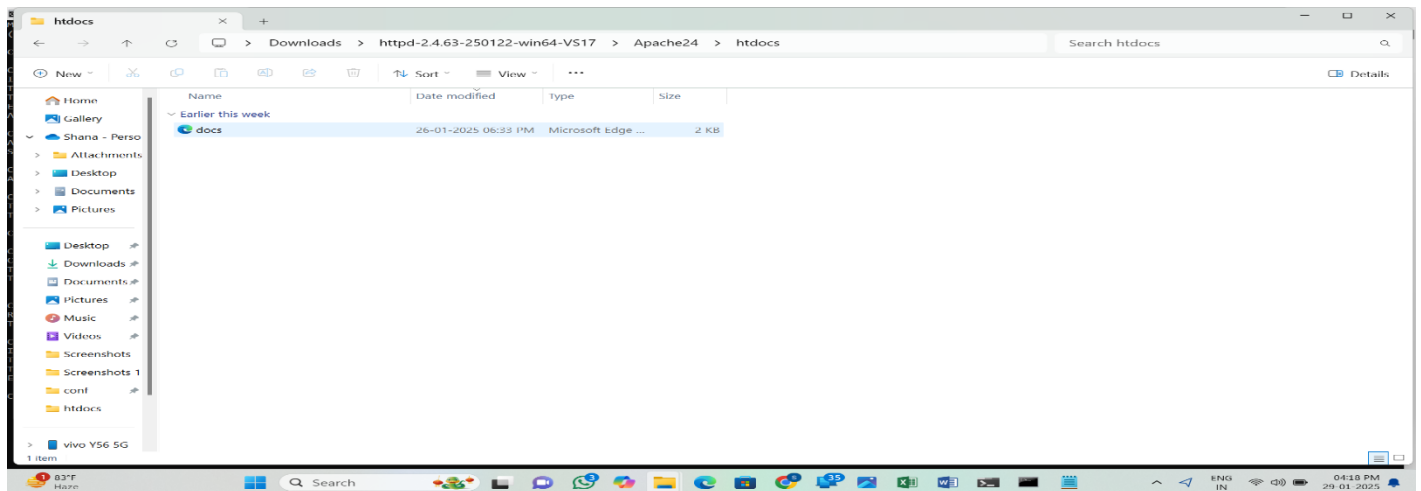 htdocs
Downloads > httpd-2.4.63-250122-win64-VS17 > Apache24 > htdocs
Search htdocs
New
Sort
View
Details
Home
Gallery
Shana - Perso
Attachments
Desktop
Documents
Pictures
Desktop
Downloads
Documents
Pictures
Music
Videos
Screenshots
Screenshots 1
conf
htdocs
vivo Y56 5G
1 item
Name Date modified Type Size
Earlier this week
docs 26-01-2025 06:33 PM Microsoft Edge ... 2 KB
1
83°F
Haze
Search
3
35
ENG
IN
04:18 PM
29-01-2025